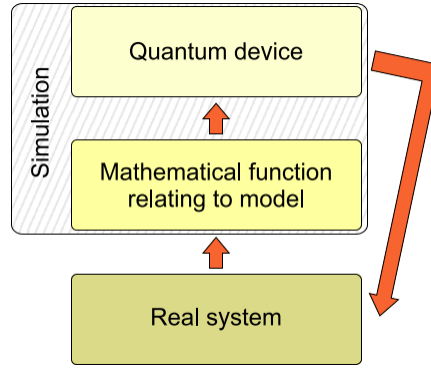 Quantum device
Simulation
Mathematical function
relating to model
Real system